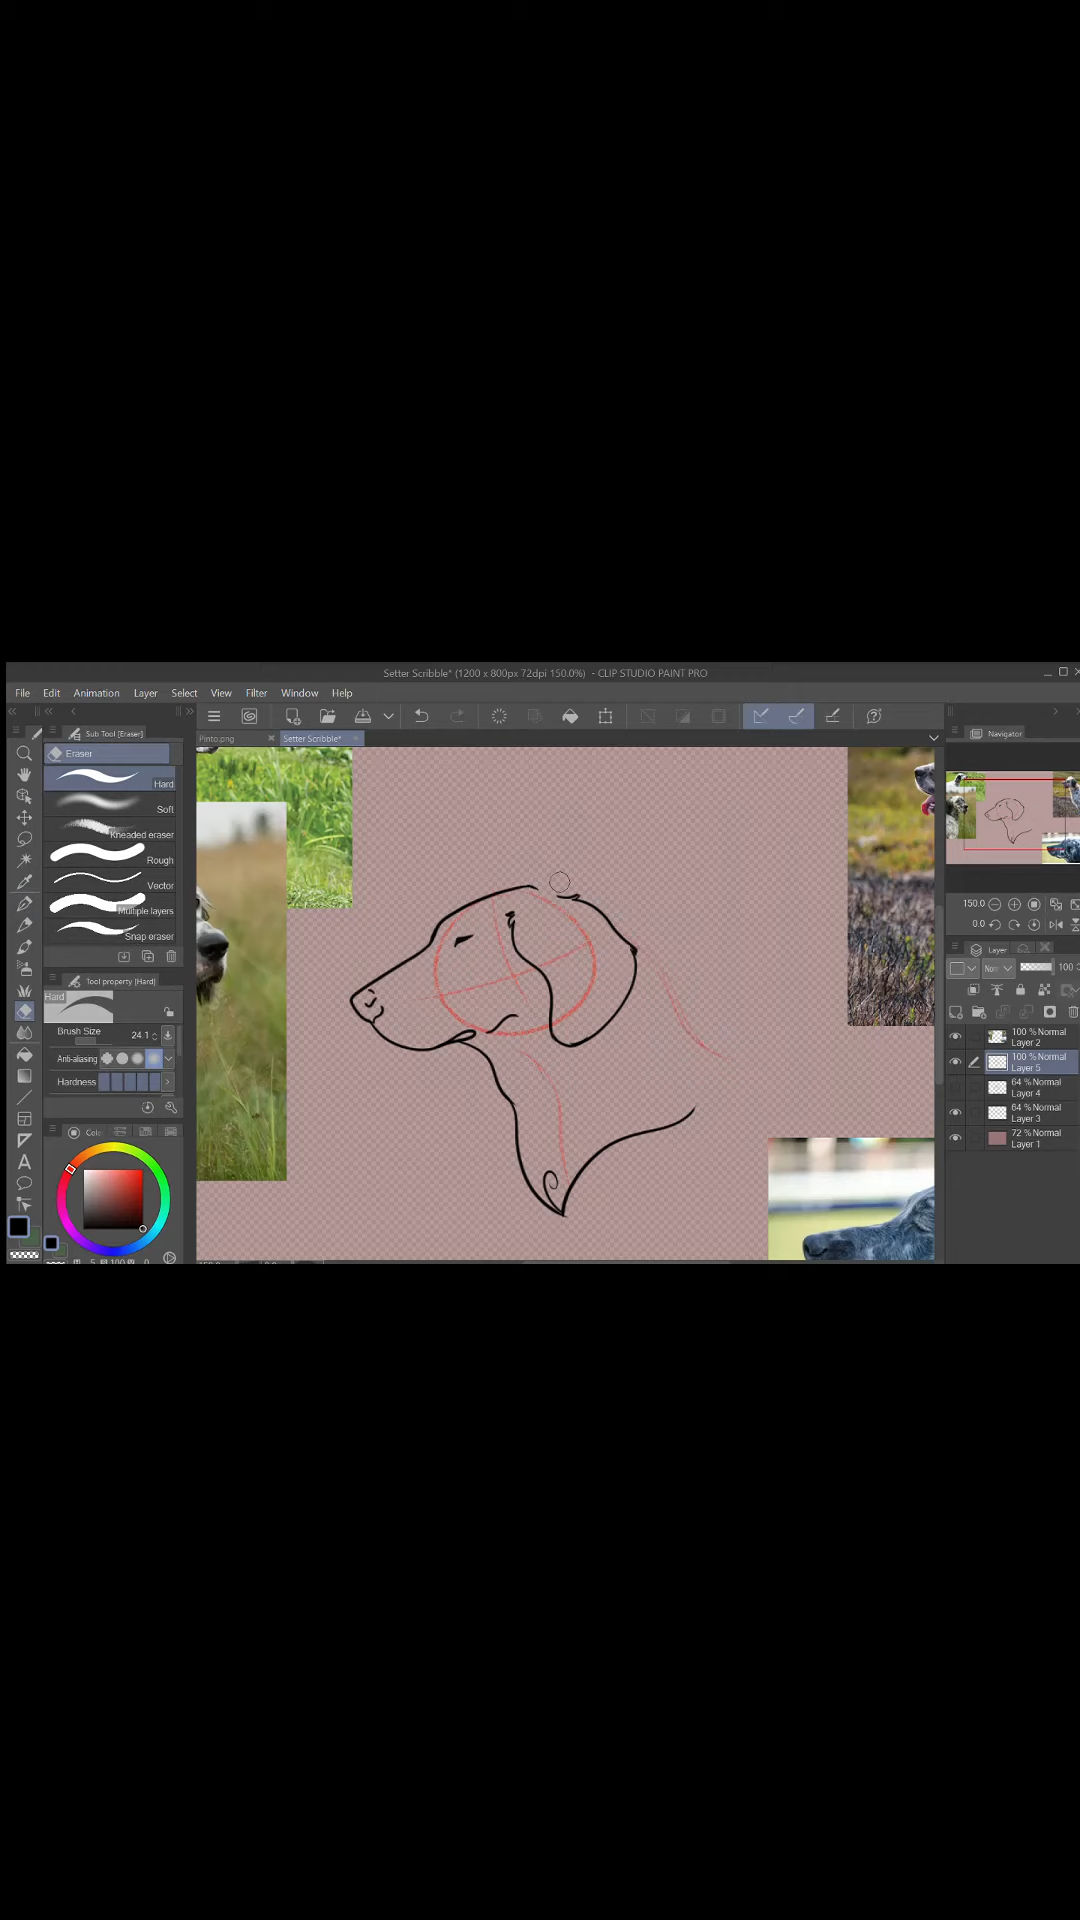 Setter Scribble* (1200 x 800px 72dpi 150.0%) - CLIP STUDIO PAINT PRO
File Edit Animation Layer Select View Filter Window Help
Sub Tool [Eraser]
Pinto.png
Setter Scribble*
Navigator
Eraser
Hard
Soft
Kneaded eraser
Rough
Vector
Multiple layers
Snap eraser
150.0
0.0
Layer
100
Tool property [Hard]
Hard
Brush Size 24.1
Anti-aliasing
Hardness
100 % Normal
Layer 2
100 % Normal
Layer 5
64 % Normal
Layer 4
64 % Normal
Layer 3
72 % Normal
Layer 1